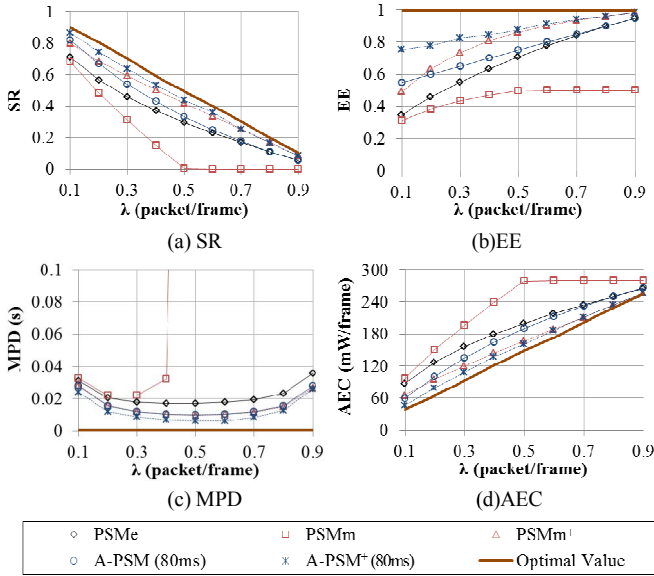 1
0.8
0.6
0.4
0.2
0
SR
0.1 0.3 0.5 0.7 0.9
λ (packet/frame)
(a) SR
1
0.8
0.6
0.4
0.2
0
EE
0.1 0.3 0.5 0.7 0.9
λ (packet/frame)
(b)EE
0.1
0.08
0.06
0.04
0.02
0
MPD (s)
0.1 0.3 0.5 0.7 0.9
λ (packet/frame)
(c) MPD
300
240
180
120
60
0
AEC (mW/frame)
0.1 0.3 0.5 0.7 0.9
λ (packet/frame)
(d)AEC
PSMe PSMm PSMm⁺
A-PSM (80ms) A-PSM⁺(80ms) Optimal Value